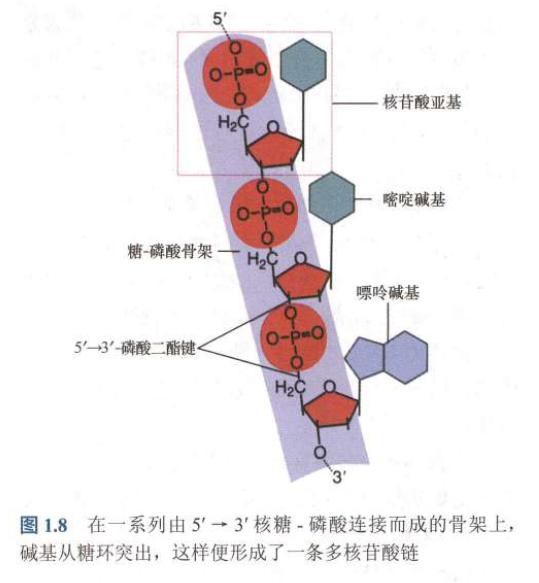 5′
O
O-P=O
O
H₂C
O
核苷酸亚基
O
O-P=O
O
嘧啶碱基
糖-磷酸骨架
H₂C
O
嘌呤碱基
O
O-P=O
5′→3′-磷酸二酯键
O
H₂C
O
O
3′
图 1.8 在一系列由 5′ → 3′ 核糖 - 磷酸连接而成的骨架上，
碱基从糖环突出，这样便形成了一条多核苷酸链